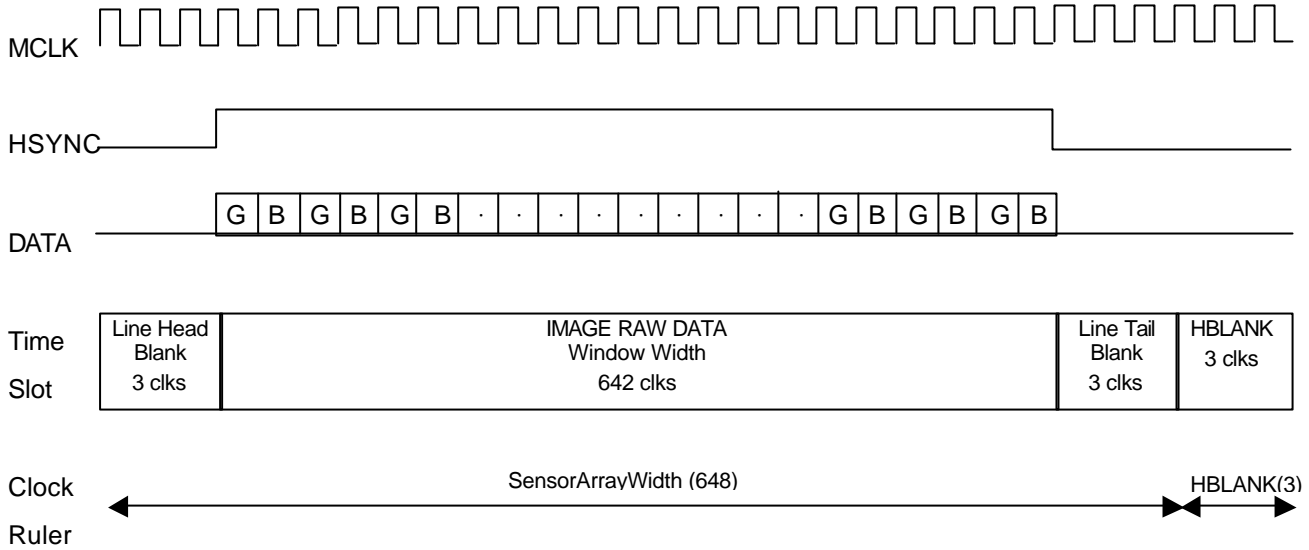 MCLK
HSYNC
G B G B G B · · · · · · · · · G B G B G B
DATA
Time
Slot
Line Head
Blank
3 clks
IMAGE RAW DATA
Window Width
642 clks
Line Tail
Blank
3 clks
HBLANK
3 clks
Clock
Ruler
SensorArrayWidth (648)
HBLANK(3)